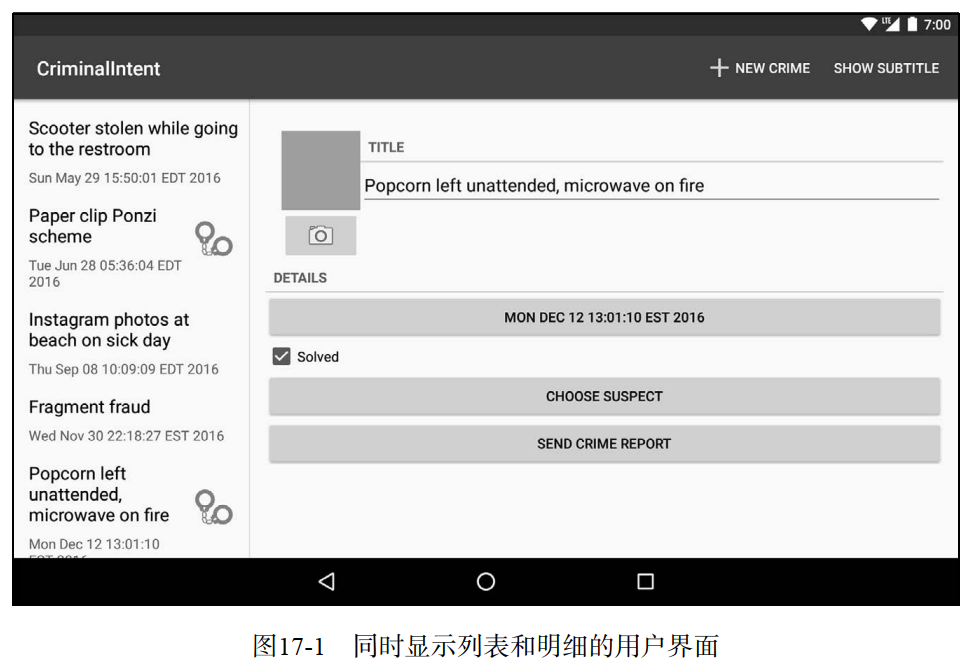 LTE 7:00
CriminalIntent
NEW CRIME SHOW SUBTITLE
Scooter stolen while going
to the restroom
Sun May 29 15:50:01 EDT 2016
Paper clip Ponzi
scheme
Tue Jun 28 05:36:04 EDT
2016
Instagram photos at
beach on sick day
Thu Sep 08 10:09:09 EDT 2016
Fragment fraud
Wed Nov 30 22:18:27 EST 2016
Popcorn left
unattended,
microwave on fire
Mon Dec 12 13:01:10
EST 2016
TITLE
Popcorn left unattended, microwave on fire
DETAILS
MON DEC 12 13:01:10 EST 2016
Solved
CHOOSE SUSPECT
SEND CRIME REPORT
图17-1 同时显示列表和明细的用户界面